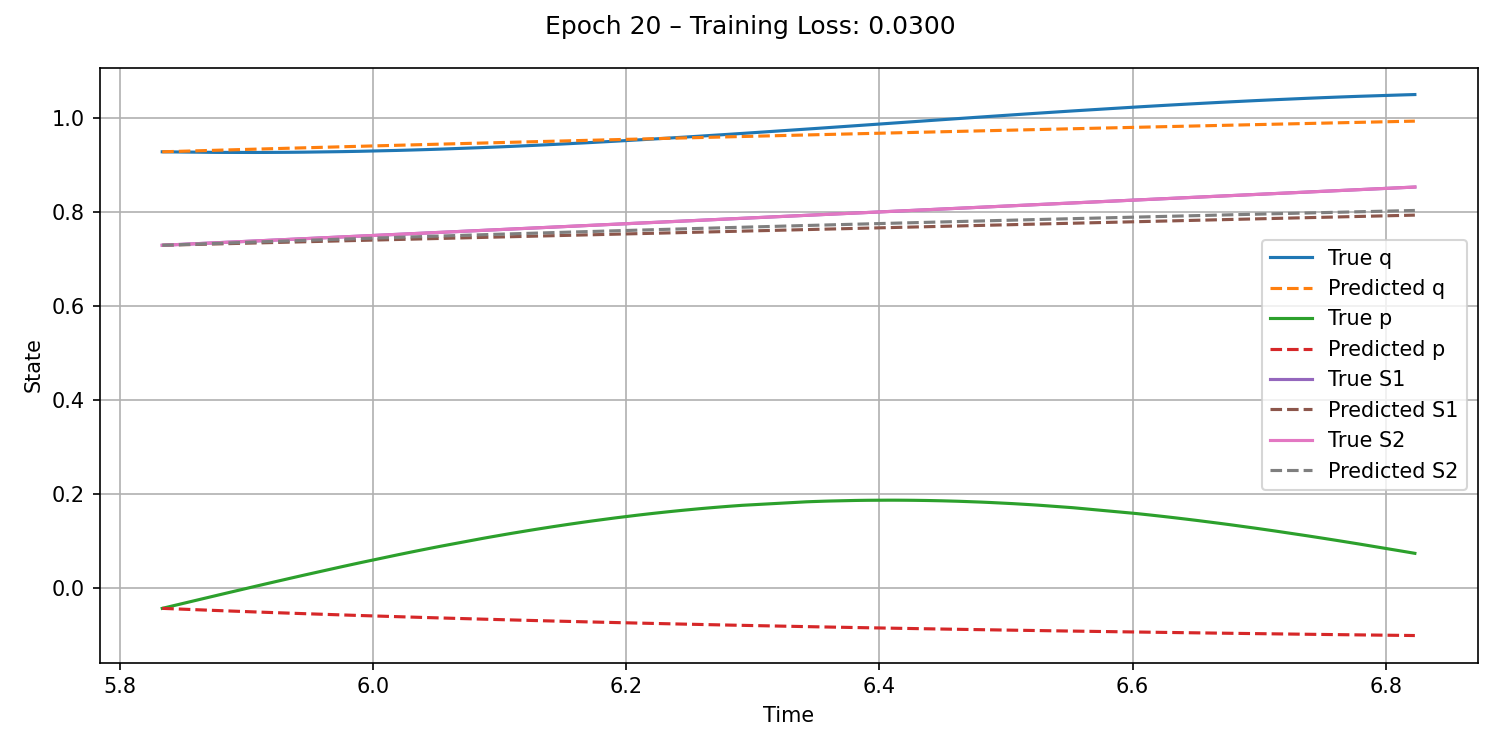 Epoch 20 – Training Loss: 0.0300
1.0
0.8
0.6
0.4
0.2
0.0
State
True q
Predicted q
True p
Predicted p
True S1
Predicted S1
True S2
Predicted S2
5.8 6.0 6.2 6.4 6.6 6.8
Time